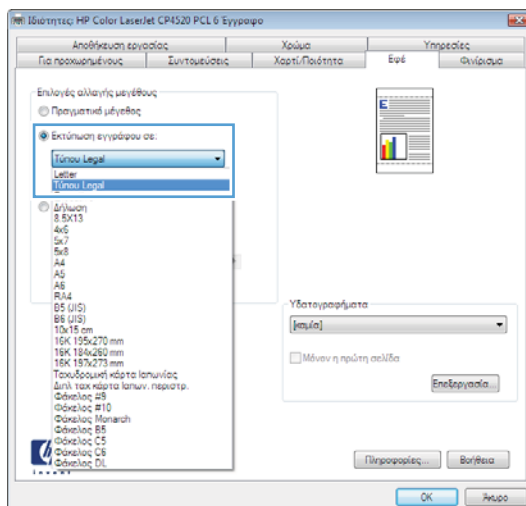 Ιδιότητες: HP Color LaserJet CP4520 PCL 6 Έγγραφο
Αποθήκευση εργασίας
Χρώμα
Υπηρεσίες
Για προχωρημένους
Συντομεύσεις
Χαρτί/Ποιότητα
Εφέ
Φινίρισμα
Επιλογές αλλαγής μεγέθους
Πραγματικό μέγεθος
Εκτύπωση εγγράφου σε:
Τύπου Legal
Letter
Τύπου Legal
Δήλωση
8.5X13
4x6
5x7
5x8
A4
A5
A6
RA4
B5 (JIS)
B6 (JIS)
10x15 cm
16K 195x270 mm
16K 184x260 mm
16K 197x273 mm
Ταχυδρομική κάρτα Ιαπωνίας
Διπλ ταχ κάρτα Ιαπων. περιστρ.
Φάκελος #9
Φάκελος #10
Φάκελος Monarch
Φάκελος B5
Φάκελος C5
Φάκελος C6
Φάκελος DL
E
Υδατογραφήματα
[καμία]
Μόνον η πρώτη σελίδα
Επεξεργασία...
invent
Πληροφορίες...
Βοήθεια
OK
Άκυρο